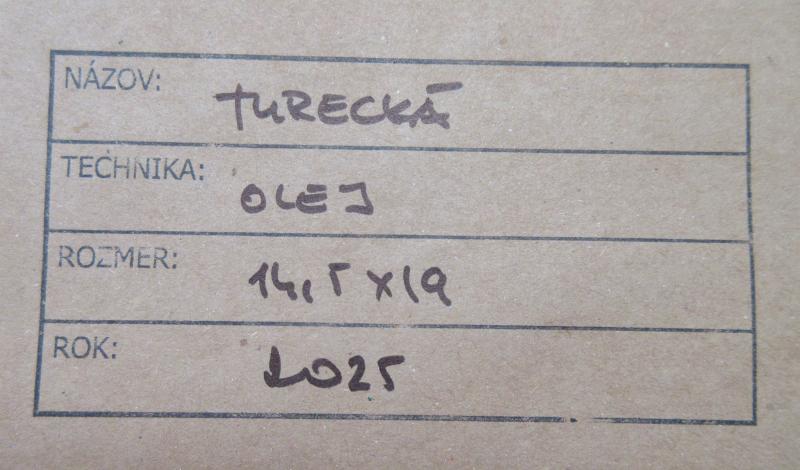 NÁZOV: TURECKÁ
TECHNIKA: OLEJ
ROZMER: 14,5 X 19
ROK: 2025